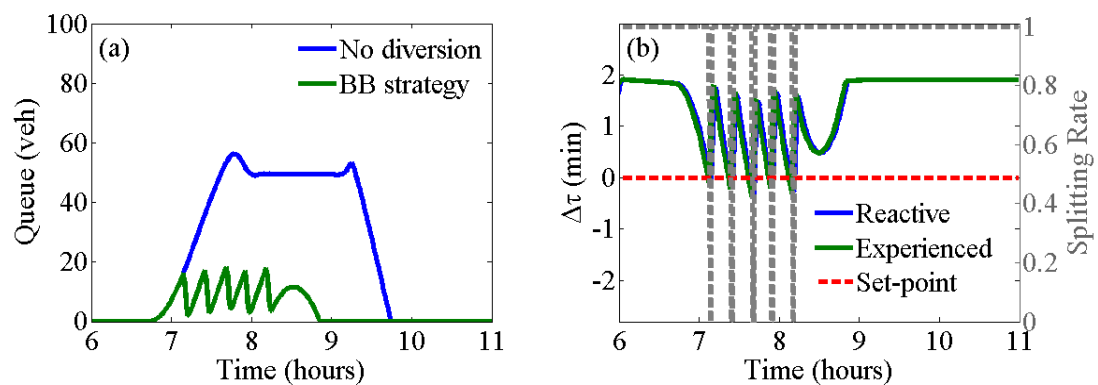 (a)
No diversion
BB strategy
Queue (veh)
100
80
60
40
20
0
6 7 8 9 10 11
Time (hours)
(b)
Δτ (min)
2
1
0
-1
-2
Reactive
Experienced
Set-point
6 7 8 9 10 11
Time (hours)
1
0.8
0.6
0.4
0.2
0
Splitting Rate